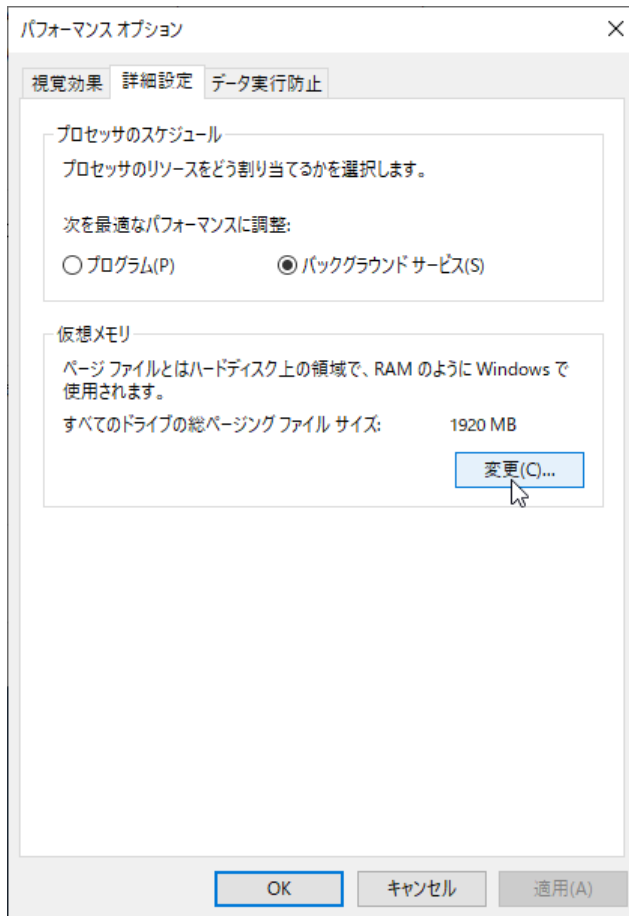 パフォーマンス オプション
視覚効果 詳細設定 データ実行防止
プロセッサのスケジュール
プロセッサのリソースをどう割り当てるかを選択します。
次を最適なパフォーマンスに調整:
プログラム(P) バックグラウンド サービス(S)
仮想メモリ
ページ ファイルとはハードディスク上の領域で、RAM のように Windows で
使用されます。
すべてのドライブの総ページング ファイル サイズ: 1920 MB
変更(C)...
OK キャンセル 適用(A)